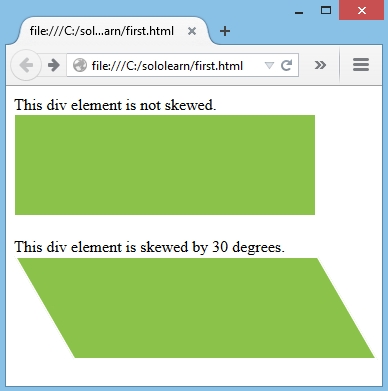 file:///C:/sol...arn/first.html
file:///C:/sololearn/first.html
This div element is not skewed.
This div element is skewed by 30 degrees.